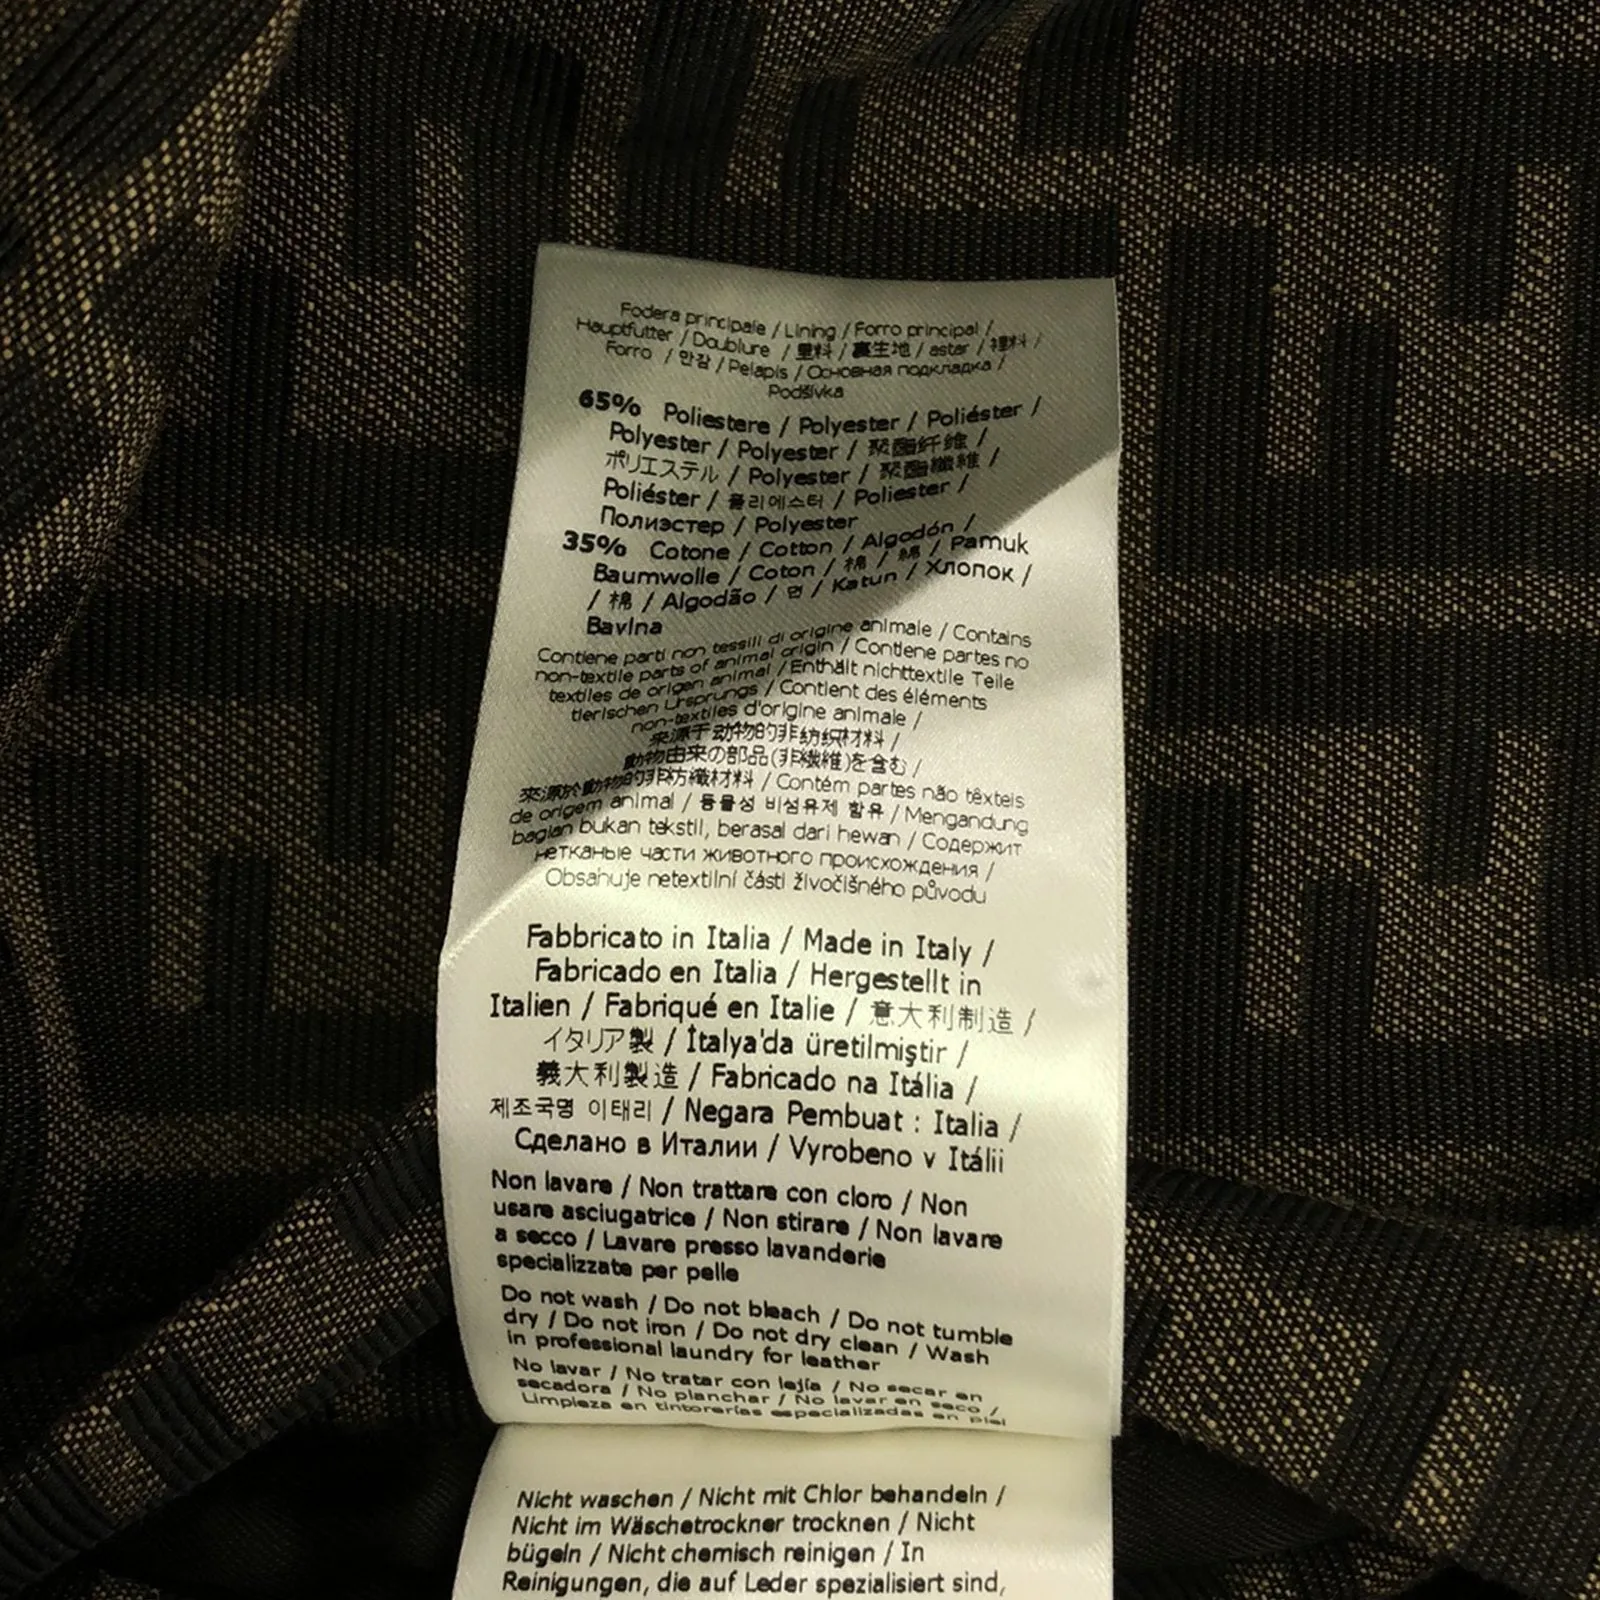 Fodera principale / Lining / Forro principal /
Hauptfutter / Doublure / 里料 / 裏生地 / astar / 裡料 /
Forro / 안감 / Pelapis / Основная подкладка /
Podšívka
65% Poliestere / Polyester / Poliéster /
Polyester / Polyester / 聚酯纤维 /
ポリエステル / Polyester / 聚酯纖維 /
Poliéster / 폴리에스터 / Poliester /
Полиэстер / Polyester
35% Cotone / Cotton / Algodón /
Baumwolle / Coton / 棉 / 綿 / Pamuk
/ 棉 / Algodão / 면 / Katun / Хлопок /
Bavlna
Contiene parti non tessili di origine animale / Contains
non-textile parts of animal origin / Contiene partes no
textiles de origen animal / Enthält nichttextile Teile
tierischen Ursprungs / Contient des éléments
non-textiles d'origine animale /
来源于动物的非纺织材料 /
動物由来の部品(非繊維)を含む /
來源於動物的非紡織材料 / Contém partes não têxteis
de origem animal / 동물성 비섬유제 함유 / Mengandung
bagian bukan tekstil, berasal dari hewan / Содержит
нетканые части животного происхождения /
Obsahuje netextilní části živočišného původu
Fabbricato in Italia / Made in Italy /
Fabricado en Italia / Hergestellt in
Italien / Fabriqué en Italie / 意大利制造 /
イタリア製 / İtalya'da üretilmiştir /
義大利製造 / Fabricado na Itália /
제조국명 이태리 / Negara Pembuat : Italia /
Сделано в Италии / Vyrobeno v Itálii
Non lavare / Non trattare con cloro / Non
usare asciugatrice / Non stirare / Non lavare
a secco / Lavare presso lavanderie
specializzate per pelle
Do not wash / Do not bleach / Do not tumble
dry / Do not iron / Do not dry clean / Wash
in professional laundry for leather
No lavar / No tratar con lejía / No secar en
secadora / No planchar / No lavar en seco /
Limpieza en tintorerías especializadas en piel
Nicht waschen / Nicht mit Chlor behandeln /
Nicht im Wäschetrockner trocknen / Nicht
bügeln / Nicht chemisch reinigen / In
Reinigungen, die auf Leder spezialisiert sind,